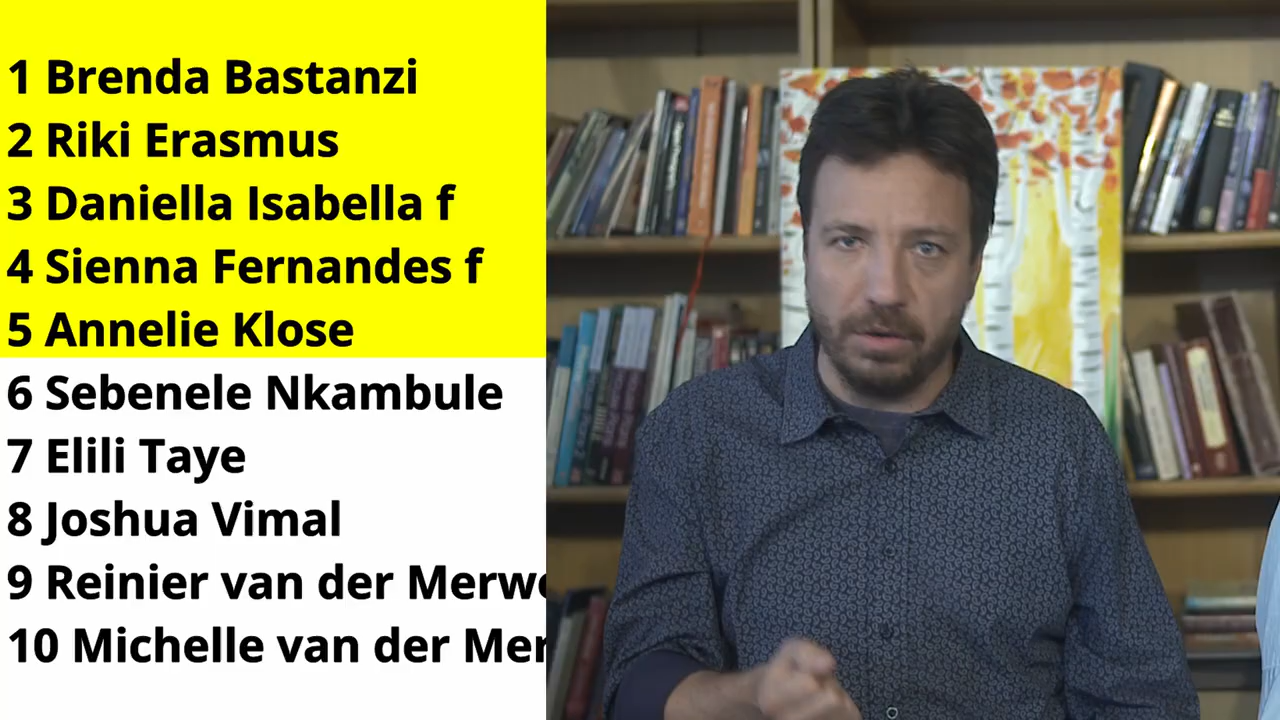 1 Brenda Bastanzi
2 Riki Erasmus
3 Daniella Isabella f
4 Sienna Fernandes f
5 Annelie Klose
6 Sebenele Nkambule
7 Elili Taye
8 Joshua Vimal
9 Reinier van der Merwe
10 Michelle van der Mer